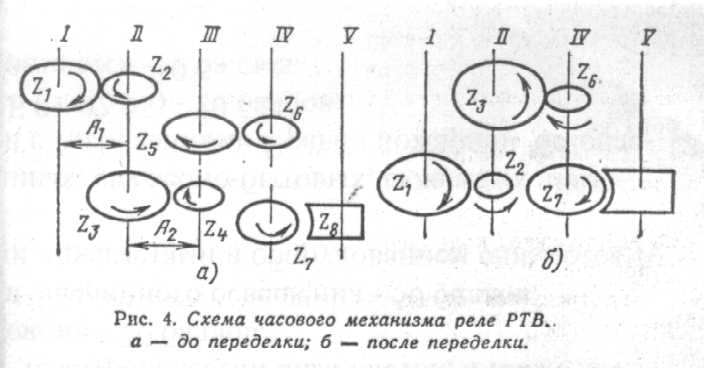 I II III IV V I II IV V
Z1 Z2 Z6 Z3 Z6
A1 Z5
Z1 Z2 Z7
Z3 A2 Z4 Z8
Z7
а) б)
Рис. 4. Схема часового механизма реле РТВ.
а — до переделки; б — после переделки.